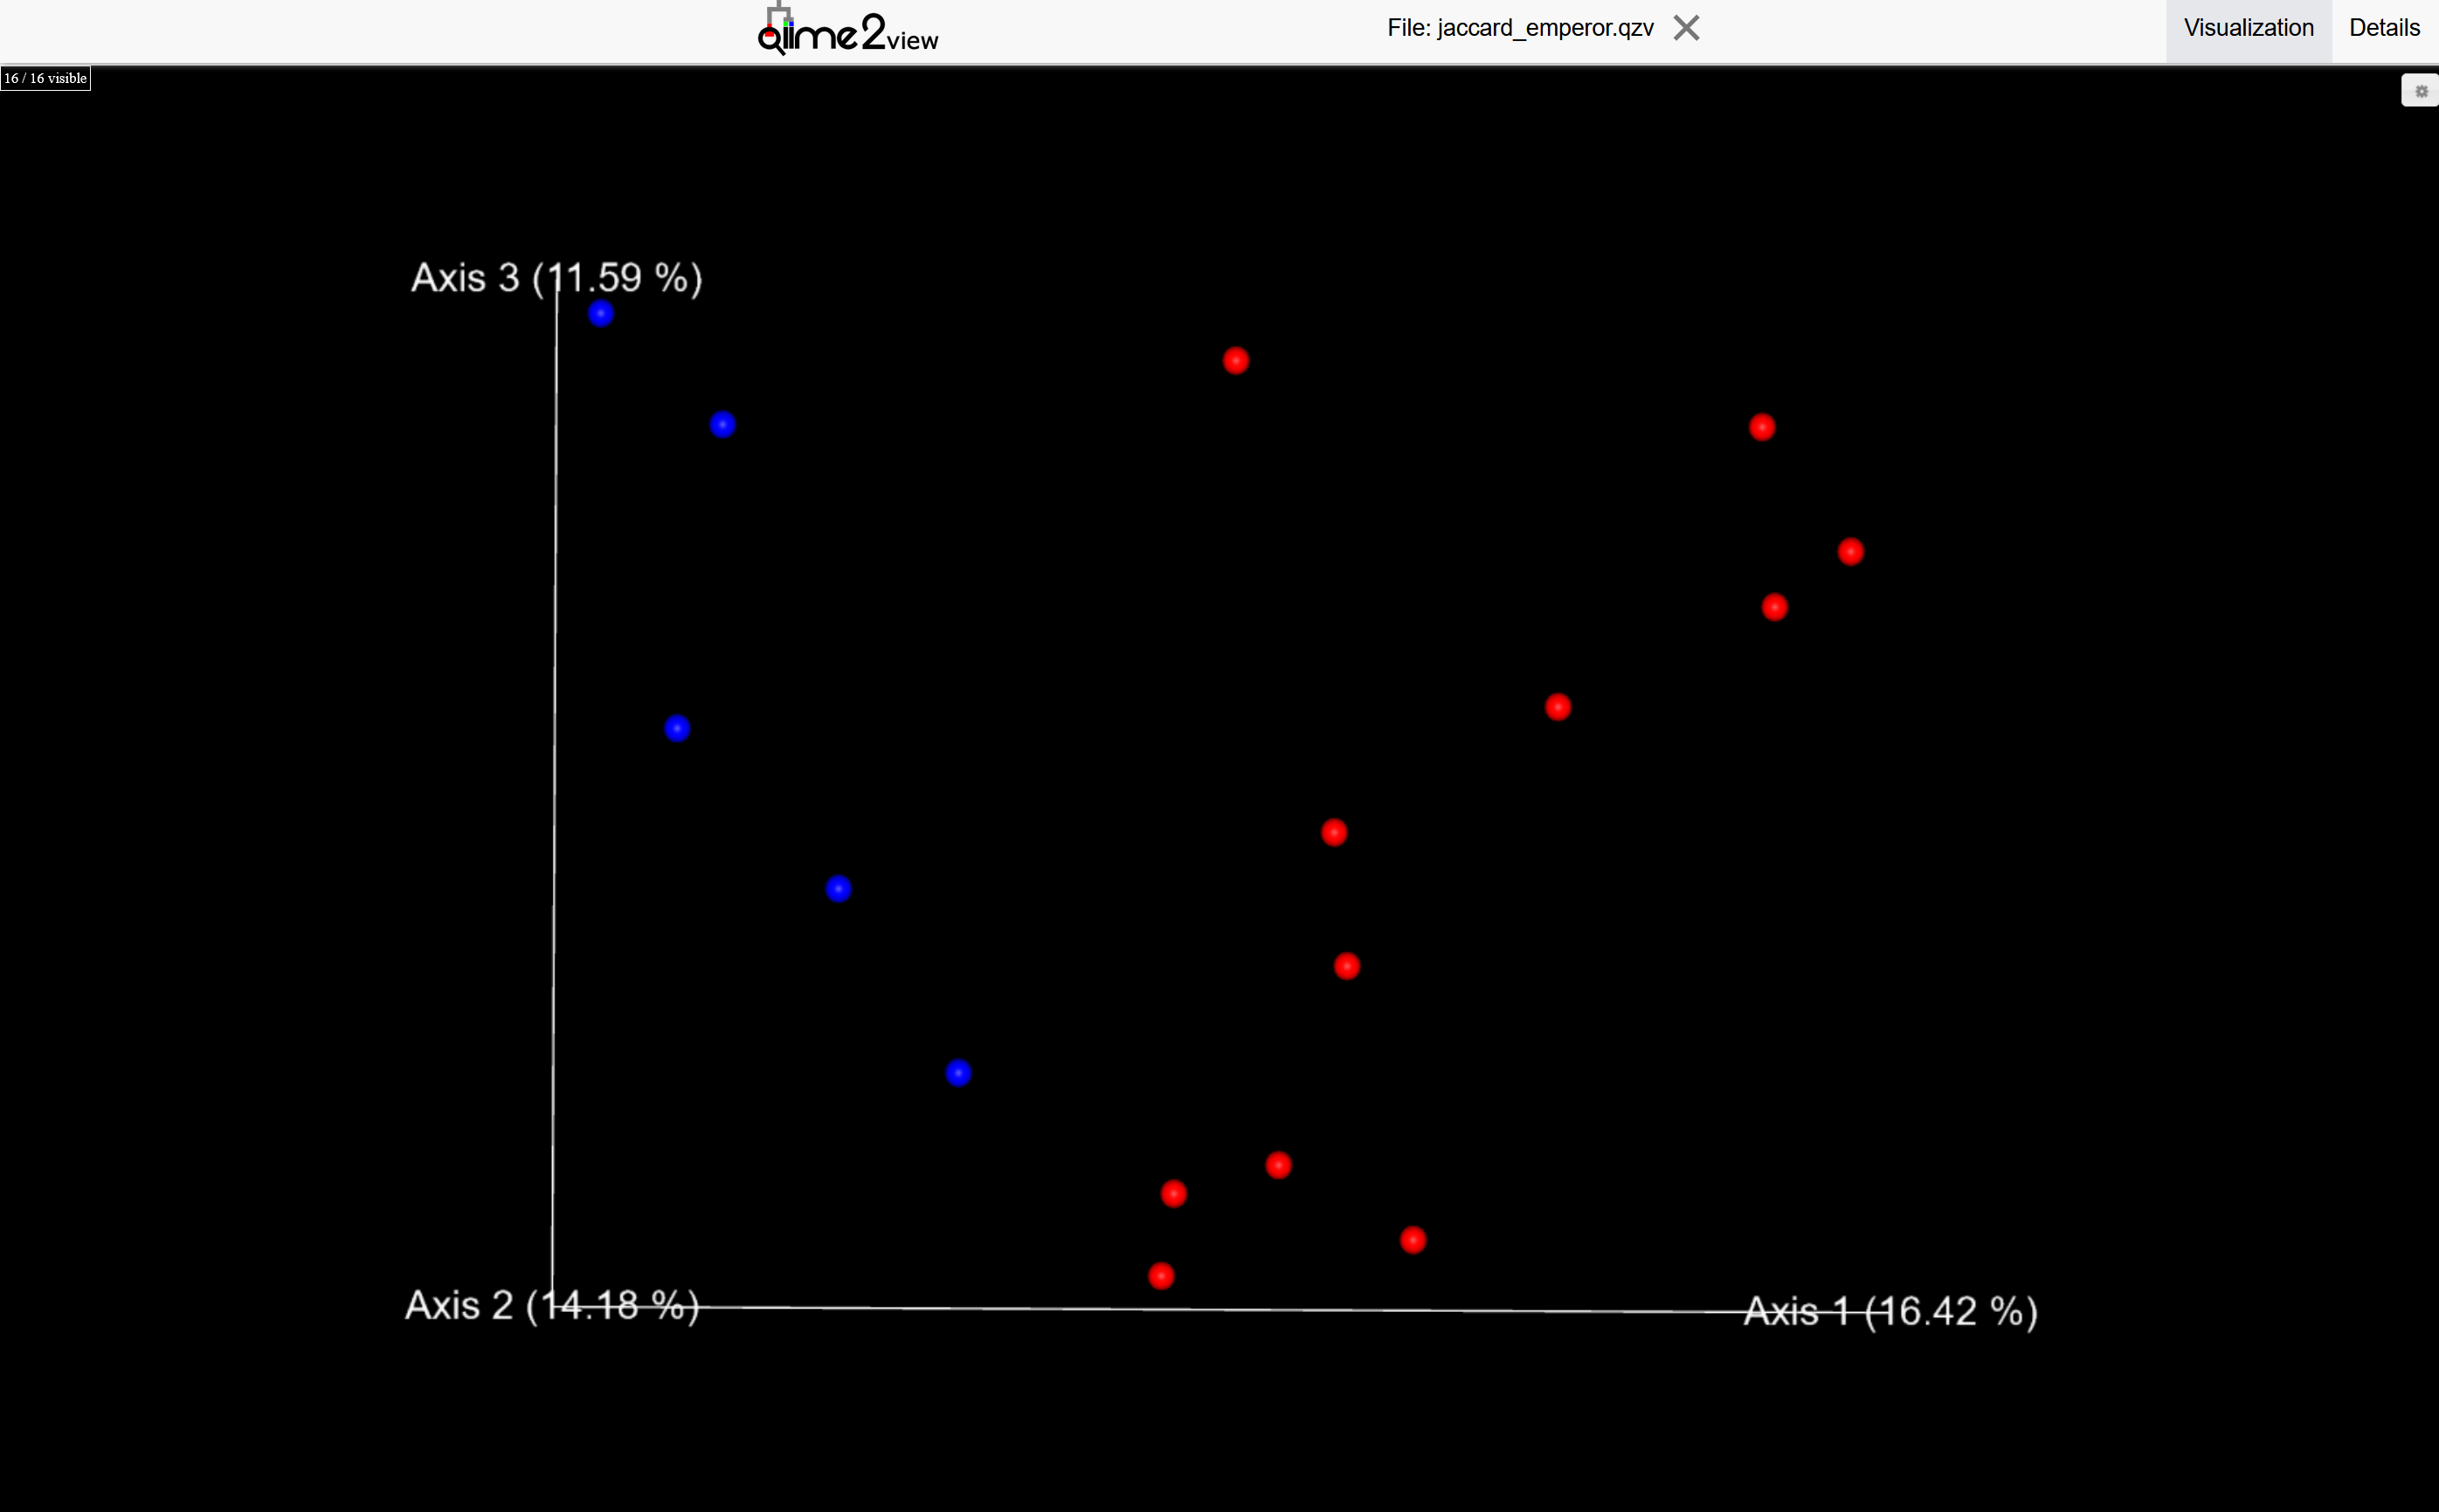 qiime2view
File: jaccard_emperor.qzv
Visualization
Details
16 / 16 visible
Axis 3 (11.59 %)
Axis 2 (14.18 %)
Axis 1 (16.42 %)